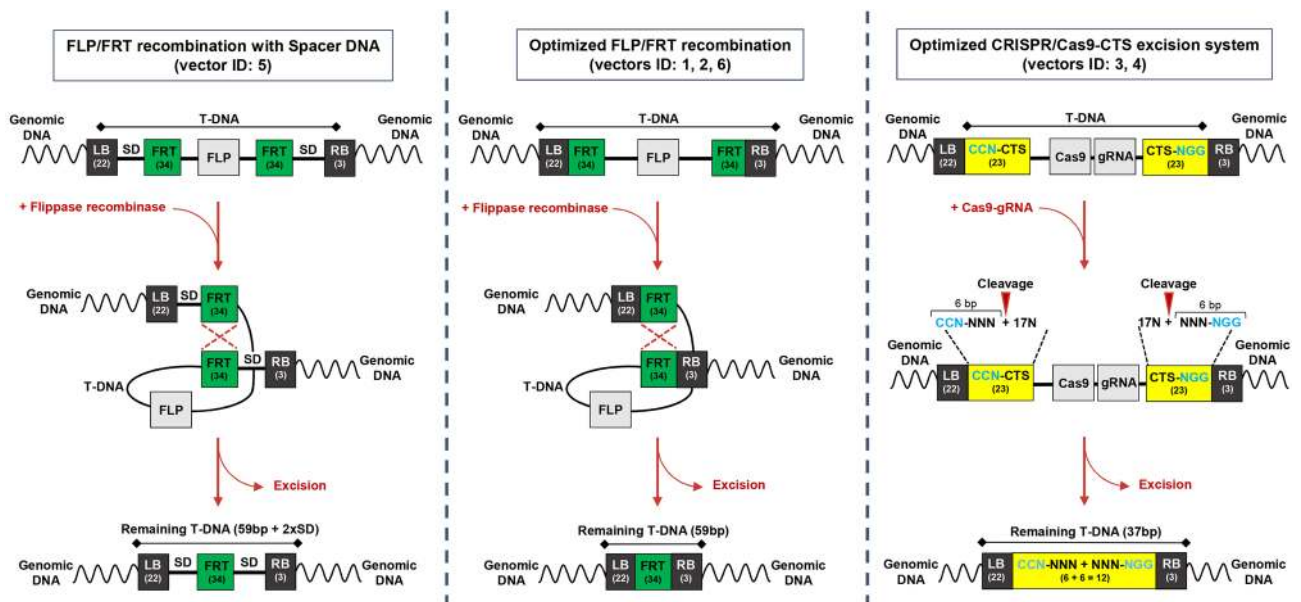 FLP/FRT recombination with Spacer DNA
(vector ID: 5)
Genomic
DNA
T-DNA
Genomic
DNA
LB
(22)
SD
FRT
(34)
FLP
FRT
(34)
SD
RB
(3)
+ Flippase recombinase
Genomic
DNA
LB
(22)
SD
FRT
(34)
FRT
(34)
SD
RB
(3)
Genomic
DNA
T-DNA
FLP
Excision
Remaining T-DNA (59bp + 2xSD)
Genomic
DNA
LB
(22)
SD
FRT
(34)
SD
RB
(3)
Genomic
DNA
Optimized FLP/FRT recombination
(vectors ID: 1, 2, 6)
Genomic
DNA
T-DNA
Genomic
DNA
LB
(22)
FRT
(34)
FLP
FRT
(34)
RB
(3)
+ Flippase recombinase
Genomic
DNA
LB
(22)
FRT
(34)
FRT
(34)
RB
(3)
Genomic
DNA
T-DNA
FLP
Excision
Remaining T-DNA (59bp)
Genomic
DNA
LB
(22)
FRT
(34)
RB
(3)
Genomic
DNA
Optimized CRISPR/Cas9-CTS excision system
(vectors ID: 3, 4)
Genomic
DNA
T-DNA
Genomic
DNA
LB
(22)
CCN-CTS
(23)
Cas9
gRNA
CTS-NGG
(23)
RB
(3)
+ Cas9-gRNA
Cleavage
6 bp
CCN-NNN + 17N
Cleavage
6 bp
17N + NNN-NGG
Genomic
DNA
LB
(22)
CCN-CTS
(23)
Cas9
gRNA
CTS-NGG
(23)
RB
(3)
Genomic
DNA
Excision
Remaining T-DNA (37bp)
Genomic
DNA
LB
(22)
CCN-NNN + NNN-NGG
(6 + 6 = 12)
RB
(3)
Genomic
DNA